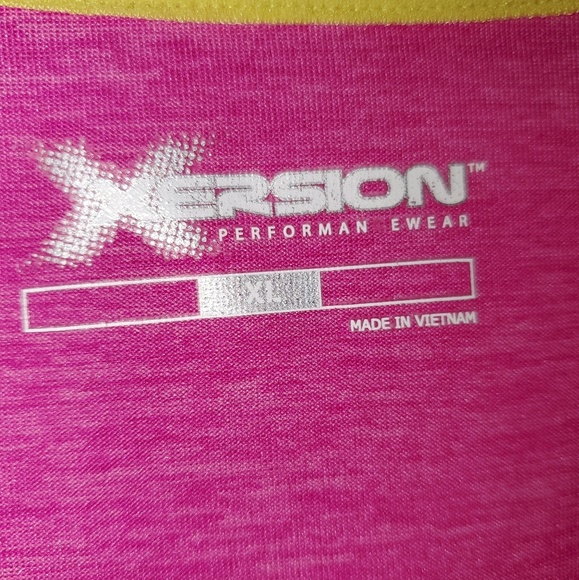 XERSION™
PERFORMAN EWEAR
XL
MADE IN VIETNAM